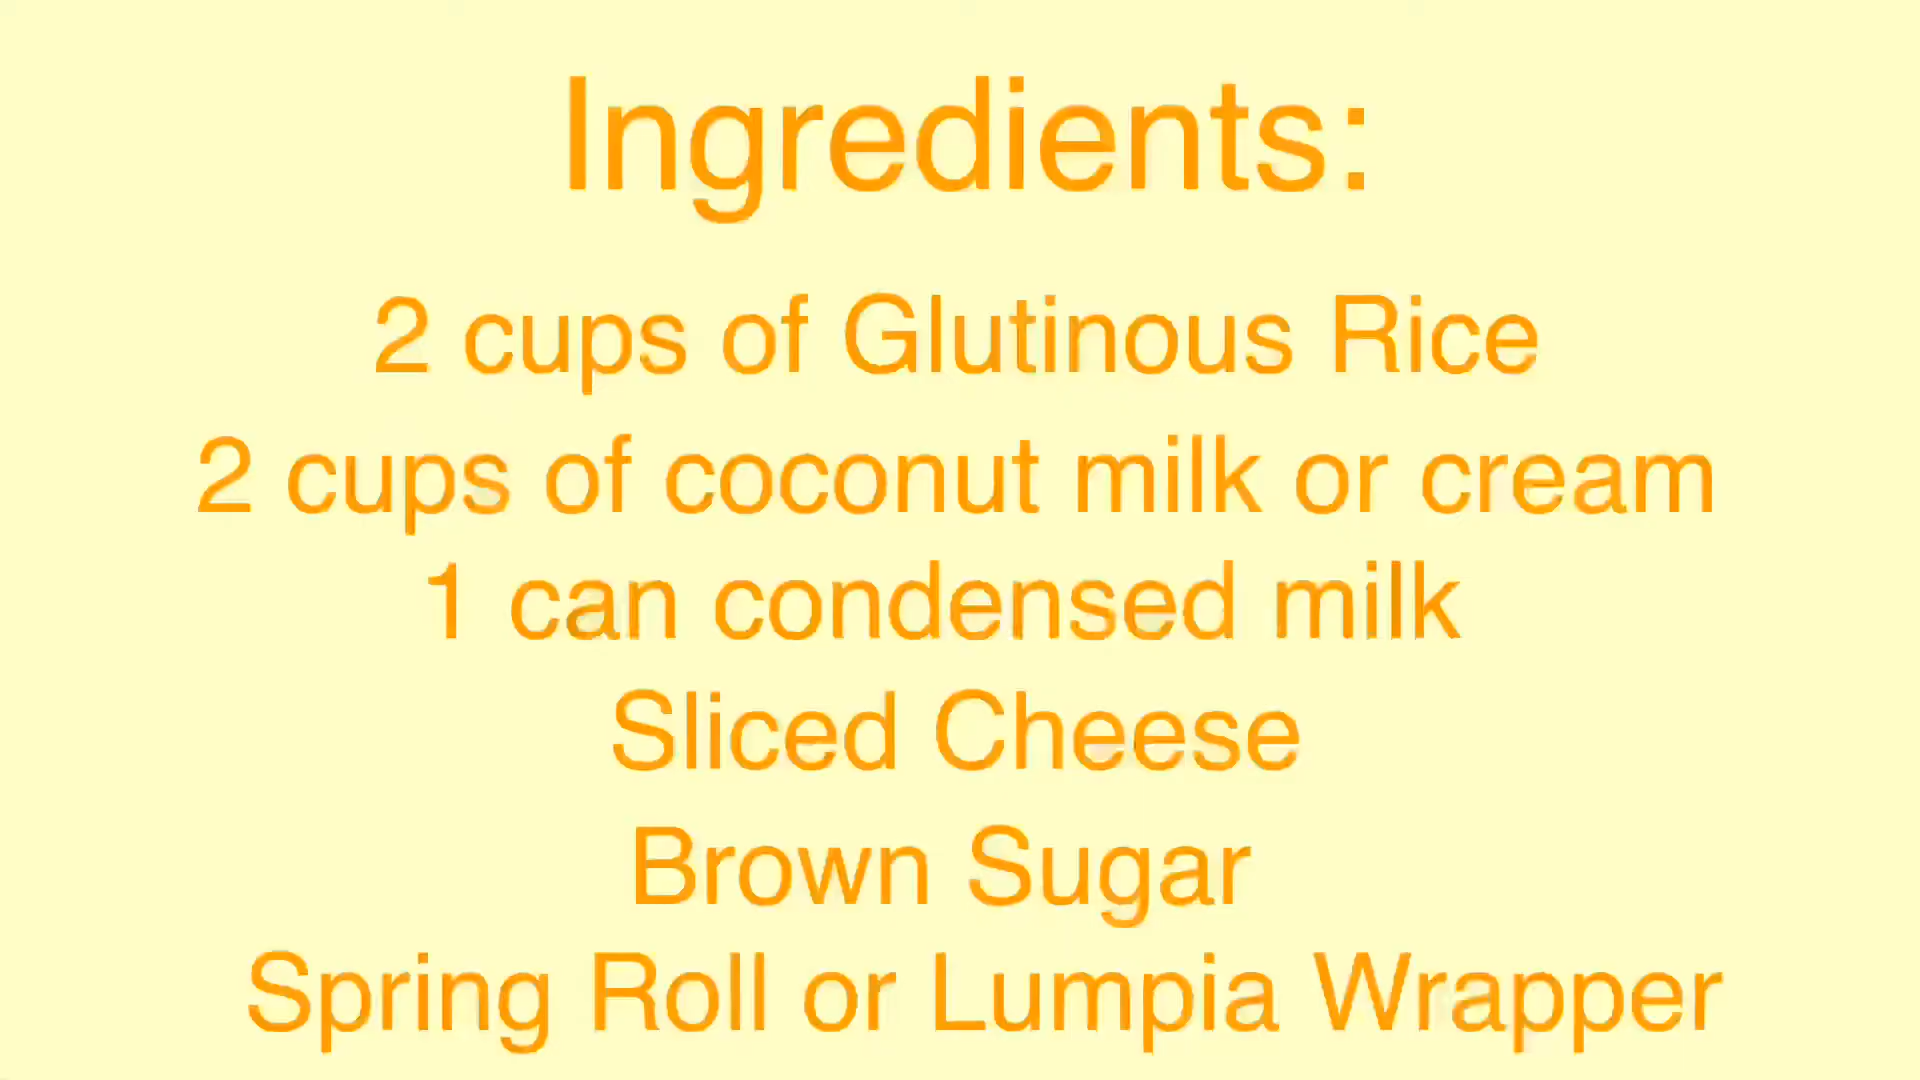 Ingredients:
2 cups of Glutinous Rice
2 cups of coconut milk or cream
1 can condensed milk
Sliced Cheese
Brown Sugar
Spring Roll or Lumpia Wrapper